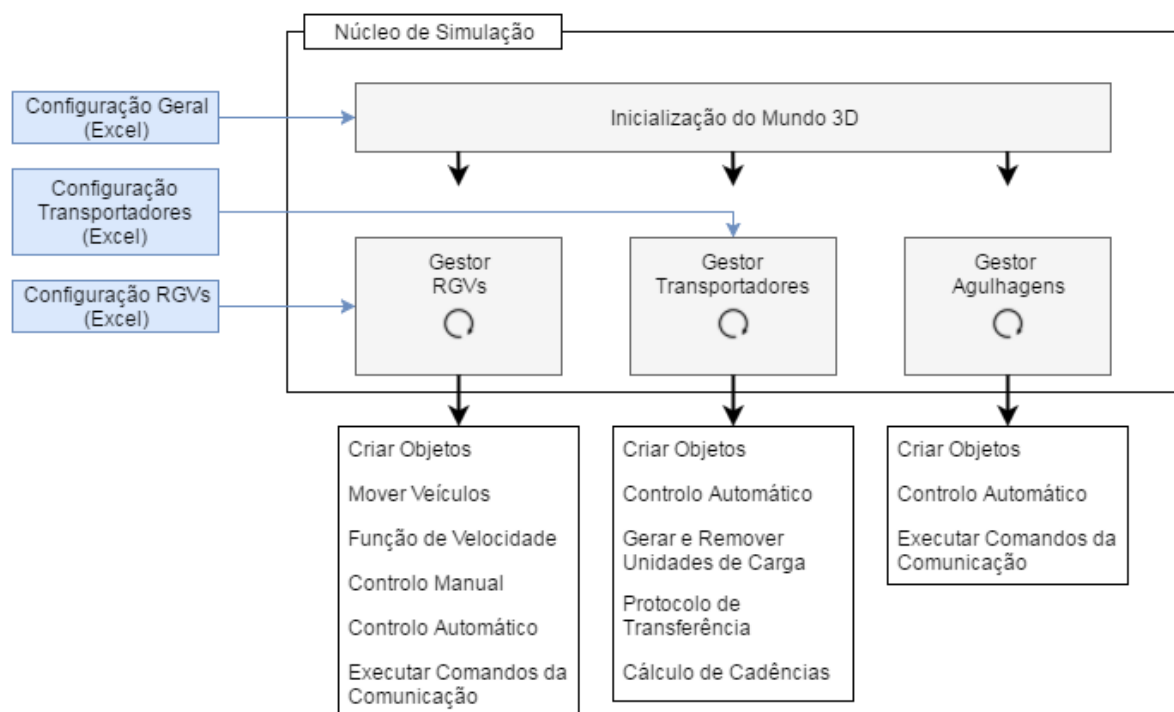 Núcleo de Simulação
Configuração Geral
(Excel)
Inicialização do Mundo 3D
Configuração
Transportadores
(Excel)
Configuração RGVs
(Excel)
Gestor
RGVs
Gestor
Transportadores
Gestor
Agulhagens
Criar Objetos
Mover Veículos
Função de Velocidade
Controlo Manual
Controlo Automático
Executar Comandos da
Comunicação
Criar Objetos
Controlo Automático
Gerar e Remover
Unidades de Carga
Protocolo de
Transferência
Cálculo de Cadências
Criar Objetos
Controlo Automático
Executar Comandos da
Comunicação